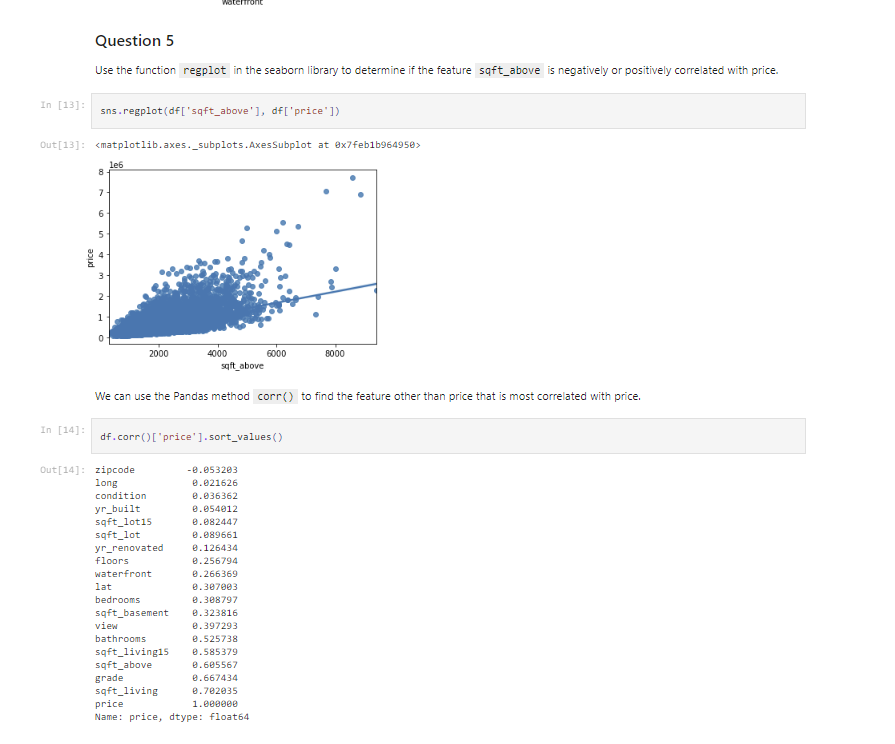 waterfront
Question 5
Use the function regplot in the seaborn library to determine if the feature sqft_above is negatively or positively correlated with price.
In [13]: sns.regplot(df['sqft_above'], df['price'])
Out[13]: <matplotlib.axes._subplots.AxesSubplot at 0x7feb1b964950>
1e6
8
7
6
5
4
3
2
1
0
price
2000 4000 6000 8000
sqft_above
We can use the Pandas method corr() to find the feature other than price that is most correlated with price.
In [14]: df.corr()['price'].sort_values()
Out[14]: zipcode -0.053203
long 0.021626
condition 0.036362
yr_built 0.054012
sqft_lot15 0.082447
sqft_lot 0.089661
yr_renovated 0.126434
floors 0.256794
waterfront 0.266369
lat 0.307003
bedrooms 0.308797
sqft_basement 0.323816
view 0.397293
bathrooms 0.525738
sqft_living15 0.585379
sqft_above 0.605567
grade 0.667434
sqft_living 0.702035
price 1.000000
Name: price, dtype: float64